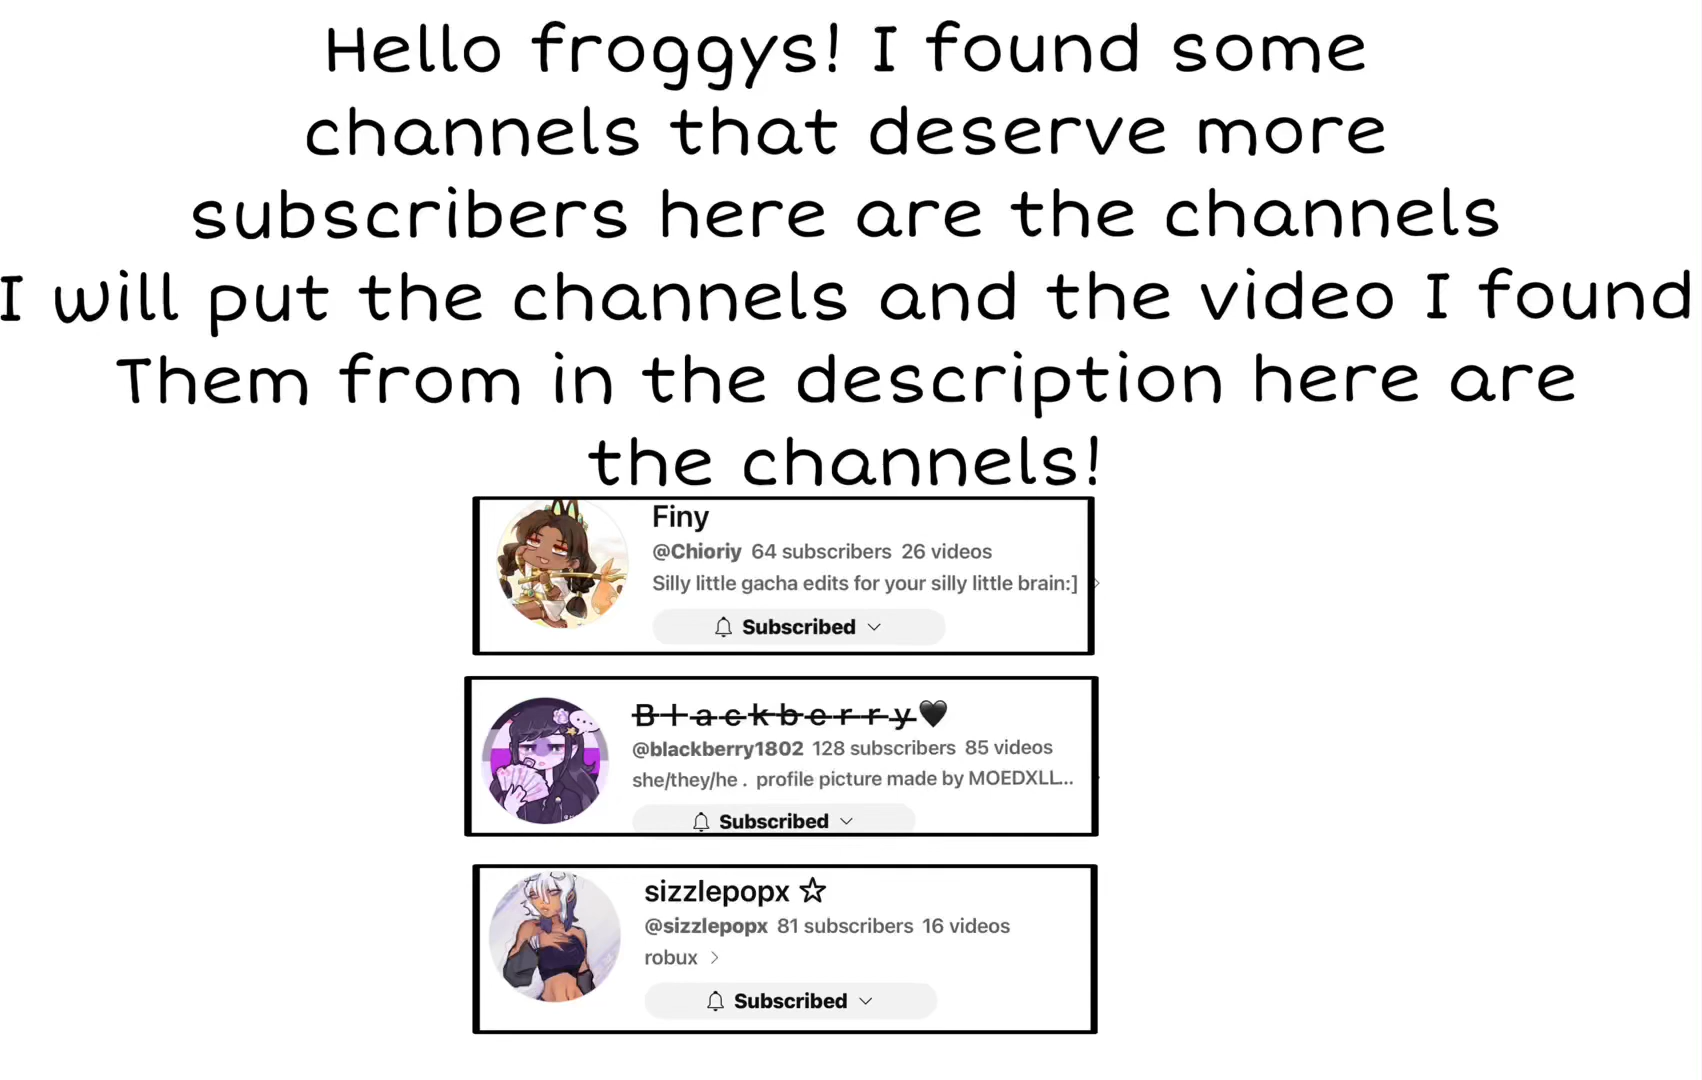 Hello froggys! I found some
channels that deserve more
subscribers here are the channels
I will put the channels and the video I found
Them from in the description here are
the channels!
Finy
@Chioriy 64 subscribers 26 videos
Silly little gacha edits for your silly little brain:]
Subscribed
B̶l̶a̶c̶k̶b̶e̶r̶r̶y̶🖤
@blackberry1802 128 subscribers 85 videos
she/they/he . profile picture made by MOEDXLL...
Subscribed
sizzlepopx ☆
@sizzlepopx 81 subscribers 16 videos
robux >
Subscribed